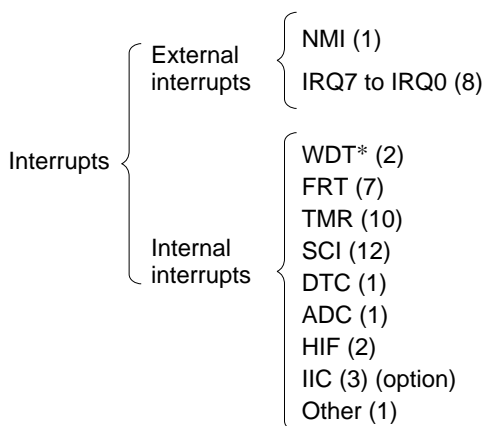 Interrupts
External
interrupts
NMI (1)
IRQ7 to IRQ0 (8)
Internal
interrupts
WDT* (2)
FRT (7)
TMR (10)
SCI (12)
DTC (1)
ADC (1)
HIF (2)
IIC (3) (option)
Other (1)